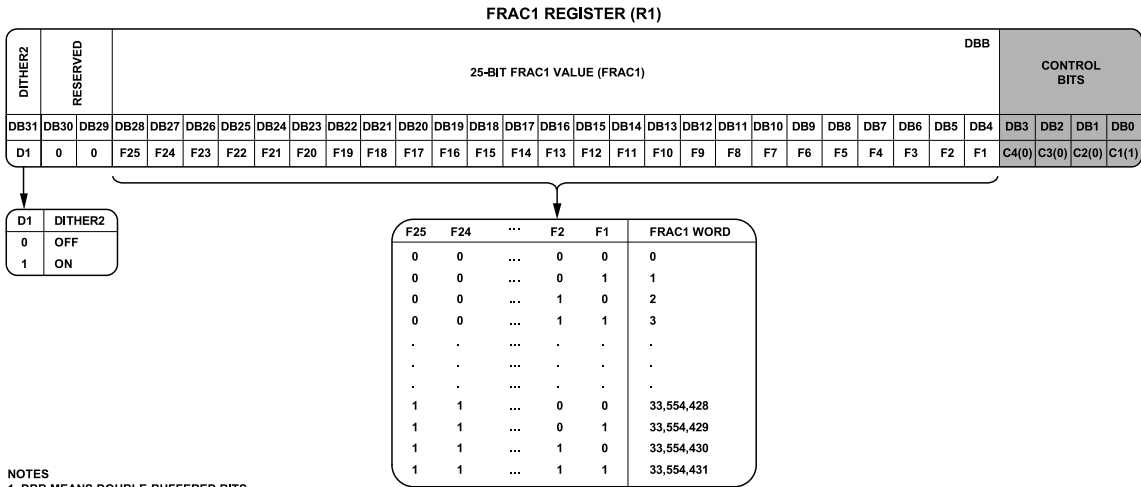 FRAC1 REGISTER (R1)
DITHER2
RESERVED
25-BIT FRAC1 VALUE (FRAC1)
DBB
CONTROL
BITS
DB31 DB30 DB29 DB28 DB27 DB26 DB25 DB24 DB23 DB22 DB21 DB20 DB19 DB18 DB17 DB16 DB15 DB14 DB13 DB12 DB11 DB10 DB9 DB8 DB7 DB6 DB5 DB4 DB3 DB2 DB1 DB0
D1 0 0 F25 F24 F23 F22 F21 F20 F19 F18 F17 F16 F15 F14 F13 F12 F11 F10 F9 F8 F7 F6 F5 F4 F3 F2 F1 C4(0) C3(0) C2(0) C1(1)
D1 DITHER2
0 OFF
1 ON
F25 F24 ... F2 F1 FRAC1 WORD
0 0 ... 0 0 0
0 0 ... 0 1 1
0 0 ... 1 0 2
0 0 ... 1 1 3
. . ... . . .
. . ... . . .
. . ... . . .
1 1 ... 0 0 33,554,428
1 1 ... 0 1 33,554,429
1 1 ... 1 0 33,554,430
1 1 ... 1 1 33,554,431
NOTES
1. DBB MEANS DOUBLE-BUFFERED BITS